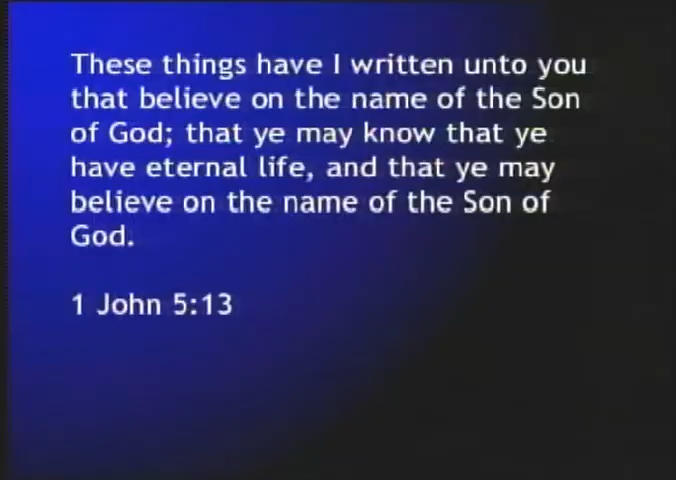 These things have I written unto you
that believe on the name of the Son
of God; that ye may know that ye
have eternal life, and that ye may
believe on the name of the Son of
God.
1 John 5:13